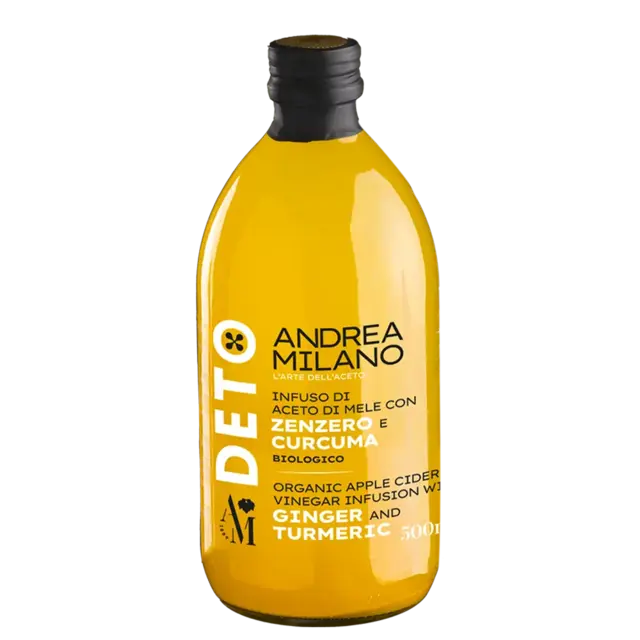 DETO
ANDREA
MILANO
L'ARTE DELL'ACETO
INFUSO DI
ACETO DI MELE CON
ZENZERO E
CURCUMA
BIOLOGICO
ORGANIC APPLE CIDER
VINEGAR INFUSION WI
GINGER AND
TURMERIC
500
AM